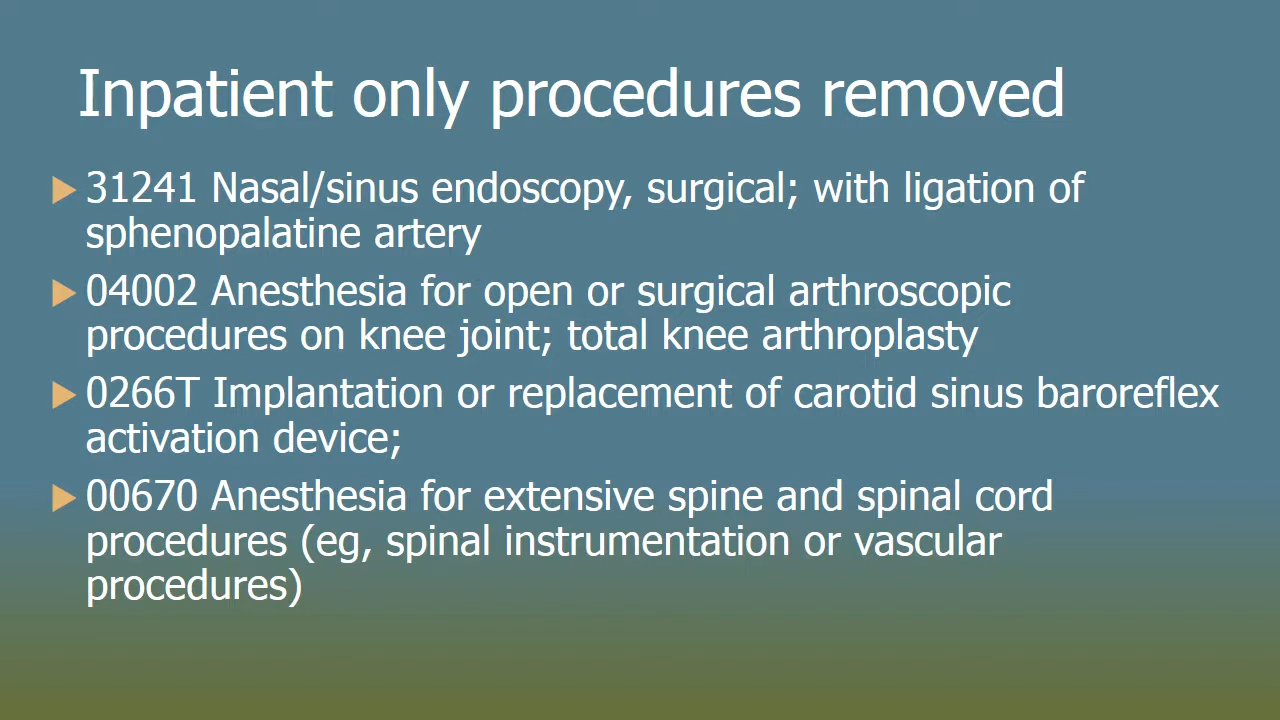 Inpatient only procedures removed
31241 Nasal/sinus endoscopy, surgical; with ligation of
sphenopalatine artery
04002 Anesthesia for open or surgical arthroscopic
procedures on knee joint; total knee arthroplasty
0266T Implantation or replacement of carotid sinus baroreflex
activation device;
00670 Anesthesia for extensive spine and spinal cord
procedures (eg, spinal instrumentation or vascular
procedures)